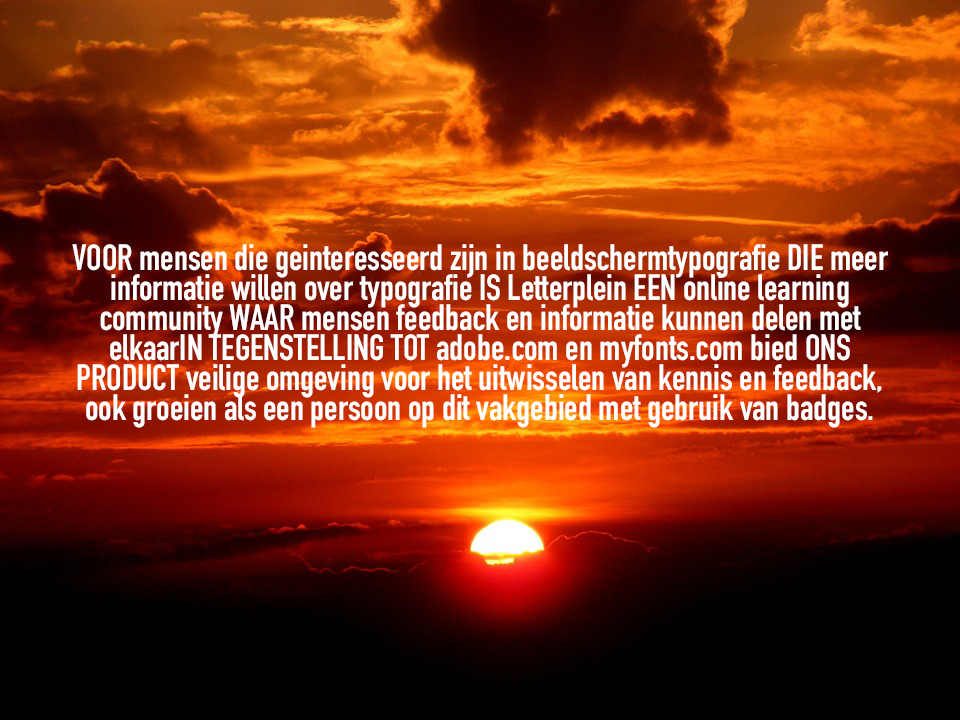 VOOR mensen die geinteresseerd zijn in beeldschermtypografie DIE meer
informatie willen over typografie IS Letterplein EEN online learning
community WAAR mensen feedback en informatie kunnen delen met
elkaarIN TEGENSTELLING TOT adobe.com en myfonts.com bied ONS
PRODUCT veilige omgeving voor het uitwisselen van kennis en feedback,
ook groeien als een persoon op dit vakgebied met gebruik van badges.